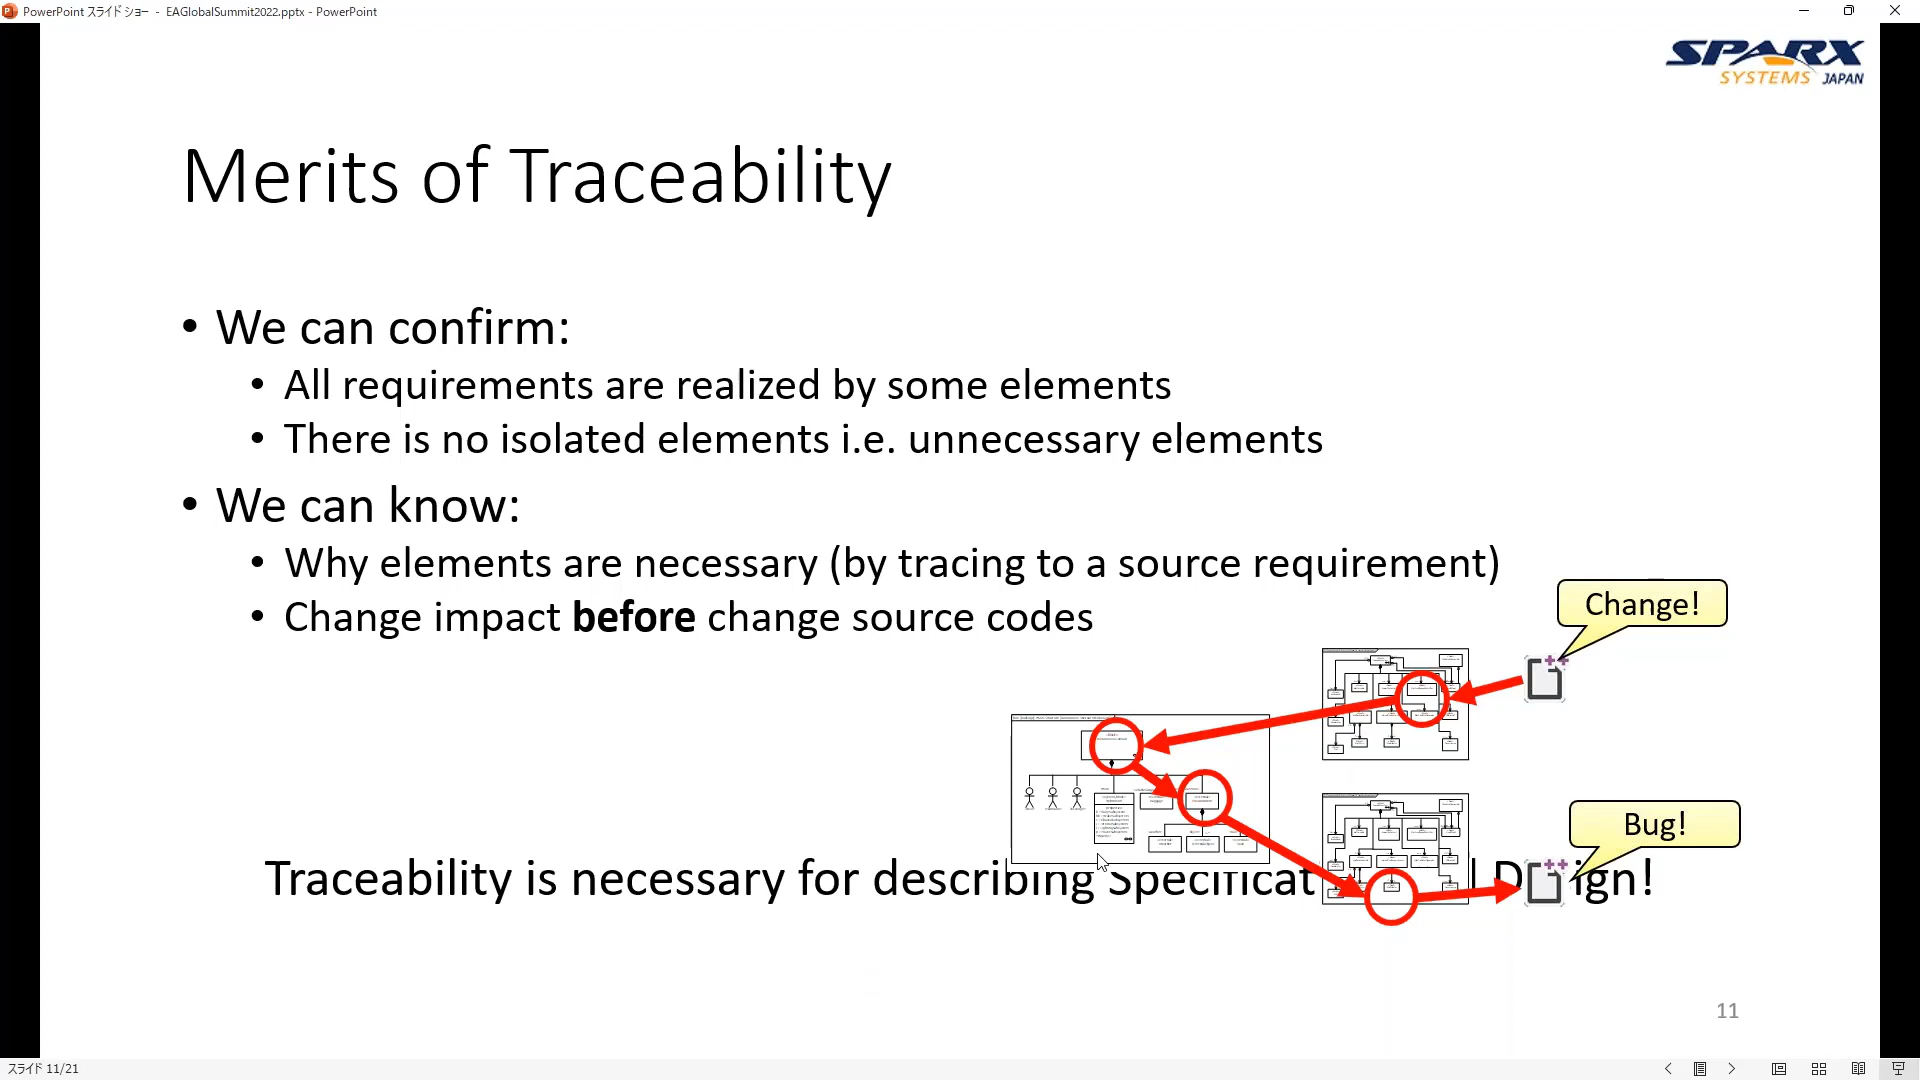 PowerPoint スライド ショー - EAGlobalSummit2022.pptx - PowerPoint
SPARX
SYSTEMS JAPAN
Merits of Traceability
• We can confirm:
• All requirements are realized by some elements
• There is no isolated elements i.e. unnecessary elements
• We can know:
• Why elements are necessary (by tracing to a source requirement)
• Change impact before change source codes
Change!
Bug!
Traceability is necessary for describing Specificat
11
スライド 11/21